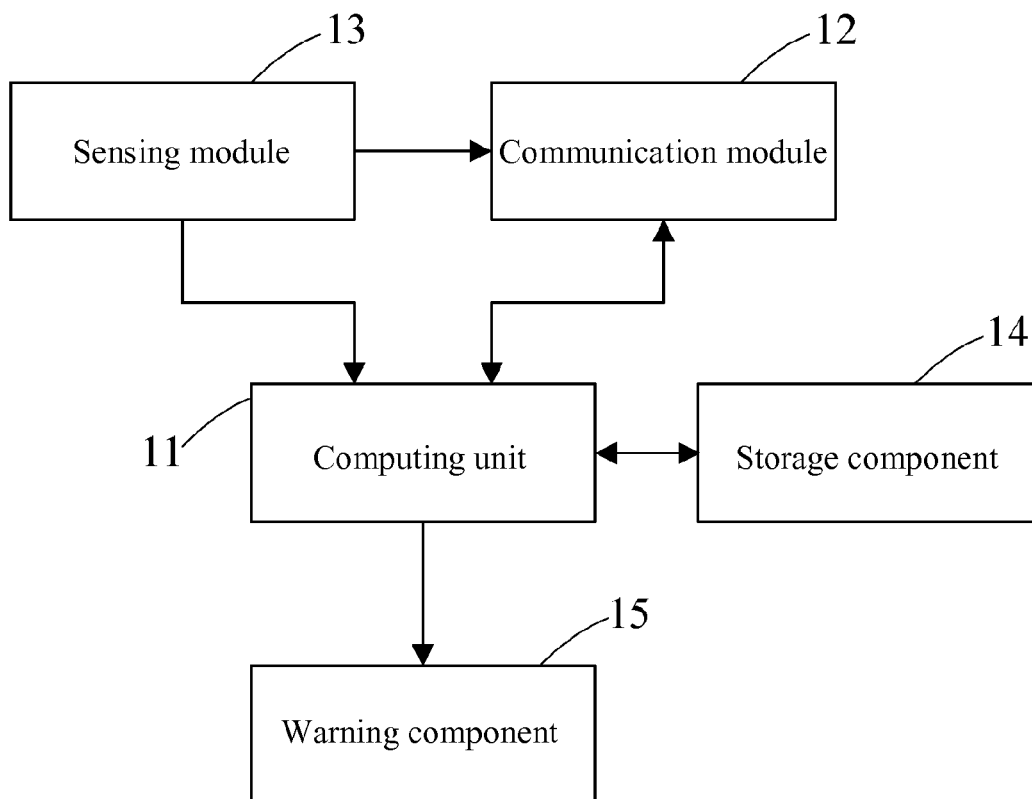 13
12
Sensing module
Communication module
14
11
Computing unit
Storage component
15
Warning component